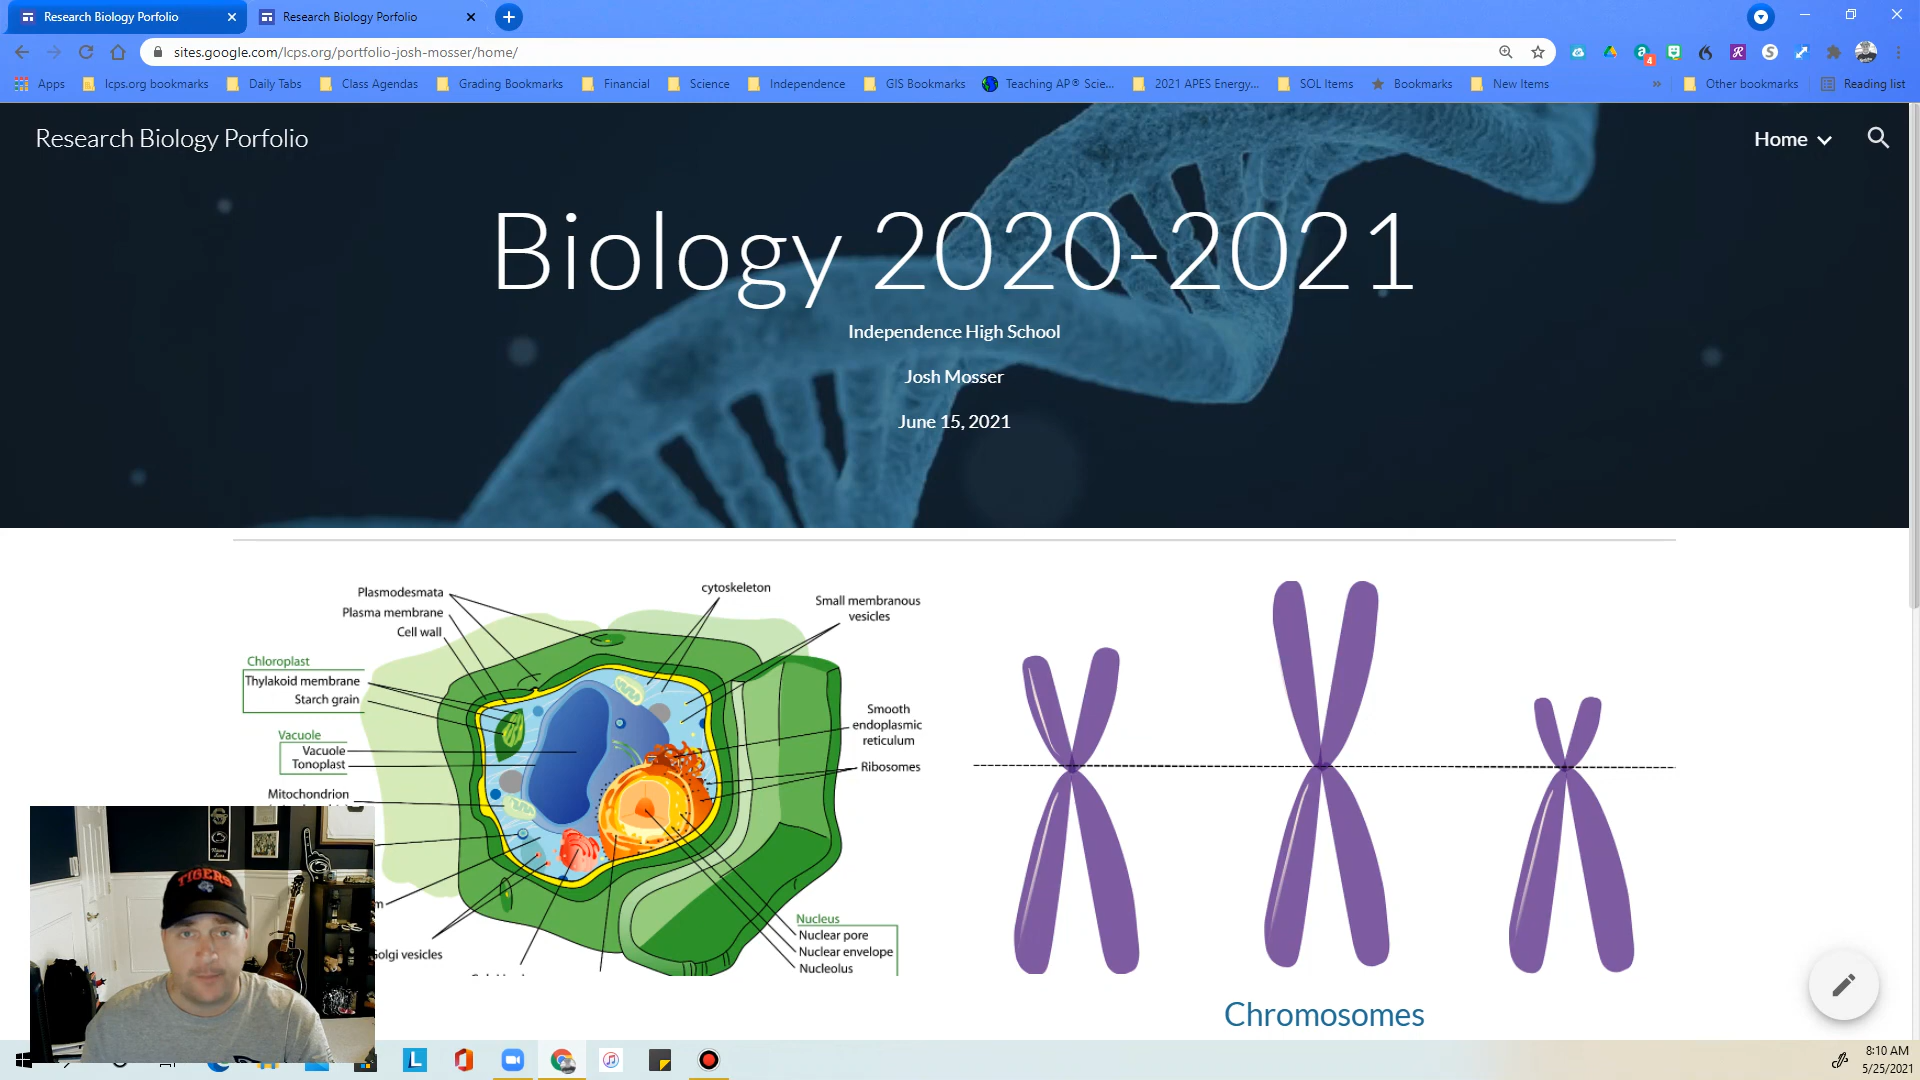 Research Biology Porfolio
Research Biology Porfolio
sites.google.com/lcps.org/portfolio-josh-mosser/home/
4
Apps
lcps.org bookmarks
Daily Tabs
Class Agendas
Grading Bookmarks
Financial
Science
Independence
GIS Bookmarks
Teaching AP® Scie...
2021 APES Energy...
SOL Items
Bookmarks
New Items
Other bookmarks
Reading list
Research Biology Porfolio
Home
Biology 2020-2021
Independence High School
Josh Mosser
June 15, 2021
Plasmodesmata
Plasma membrane
Cell wall
Chloroplast
Thylakoid membrane
Starch grain
Vacuole
Vacuole
Tonoplast
Mitochondrion
cytoskeleton
Small membranous
vesicles
Smooth
endoplasmic
reticulum
Ribosomes
m
Golgi vesicles
Nucleus
Nuclear pore
Nuclear envelope
Nucleolus
Chromosomes
TIGERS
L
8:10 AM
5/25/2021